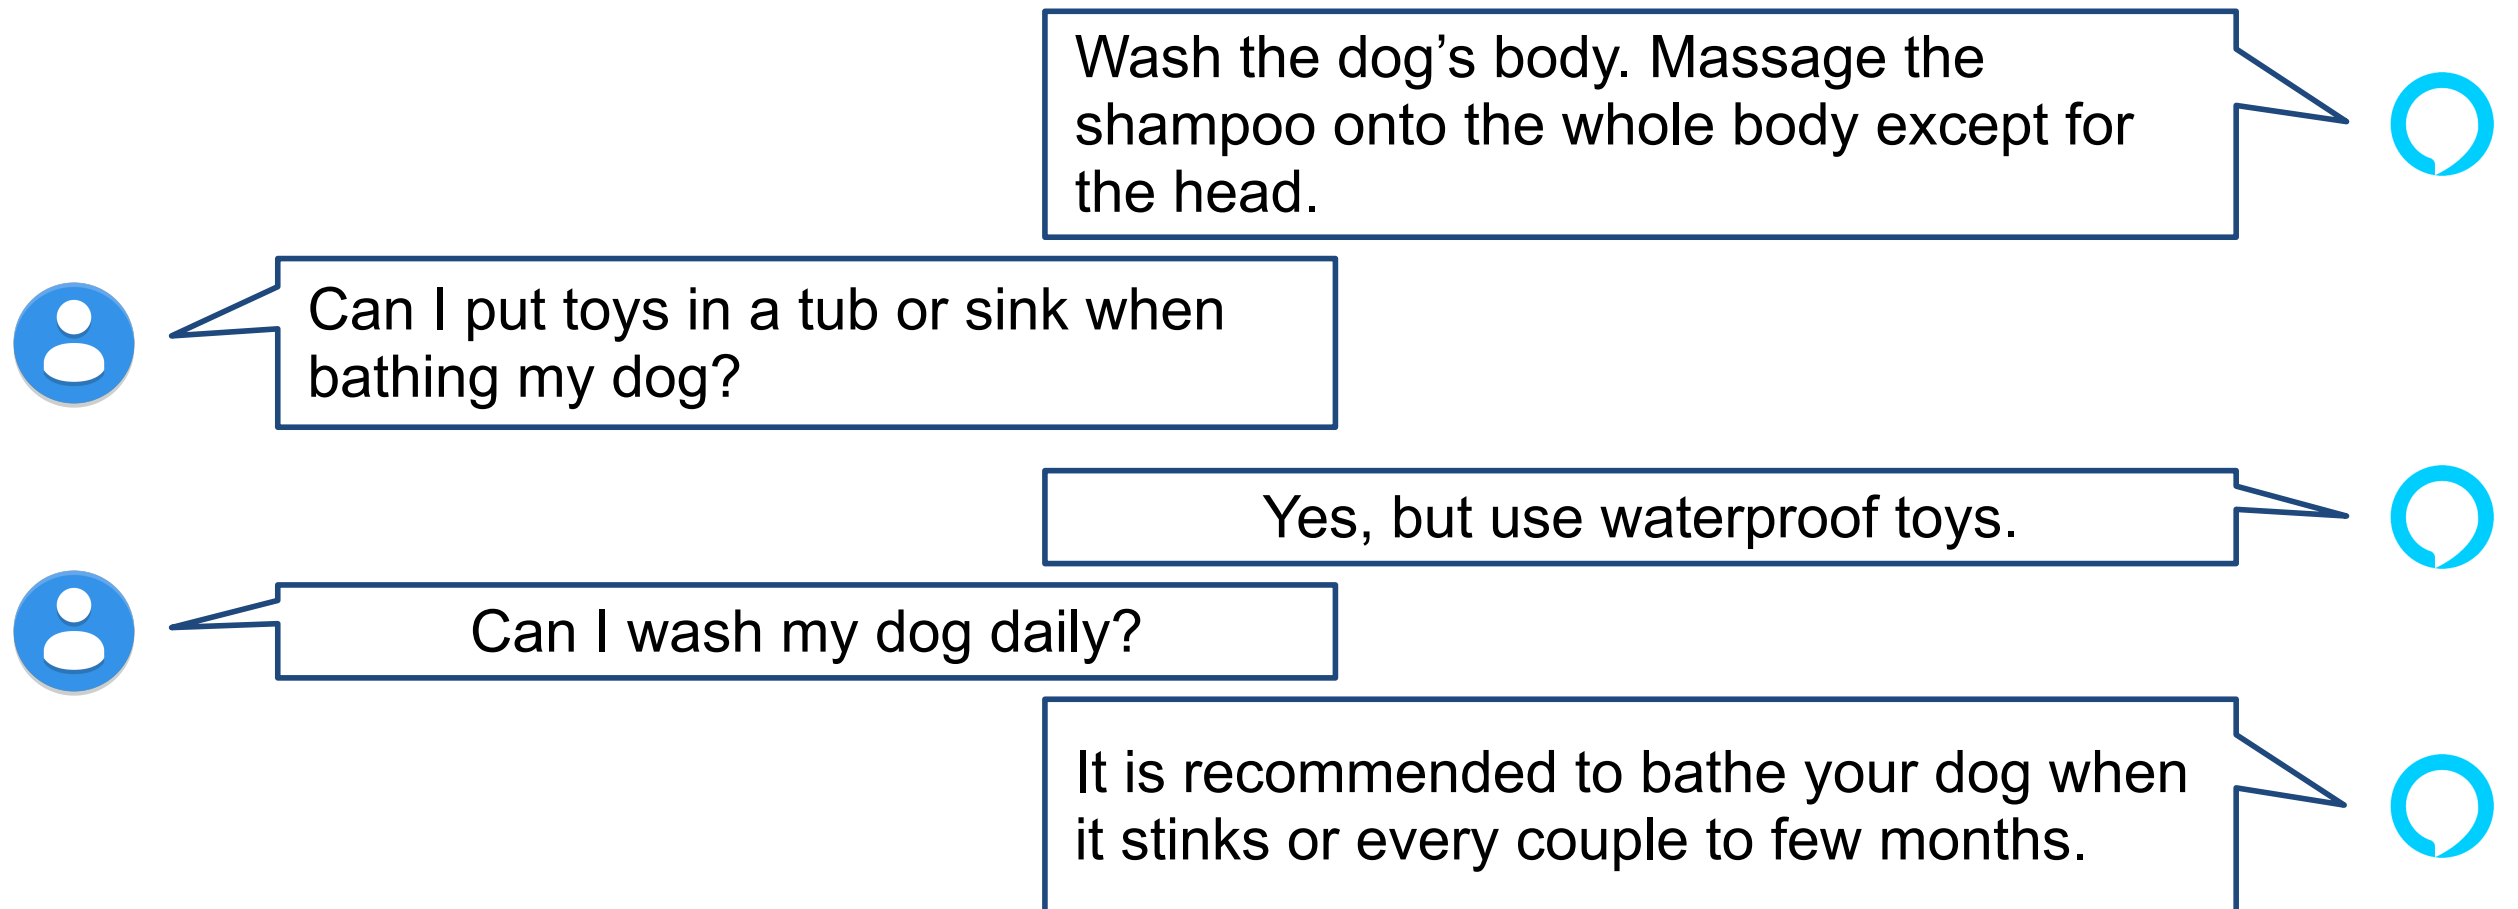 Wash the dog’s body. Massage the
shampoo onto the whole body except for
the head.
Can I put toys in a tub or sink when
bathing my dog?
Yes, but use waterproof toys.
Can I wash my dog daily?
It is recommended to bathe your dog when
it stinks or every couple to few months.